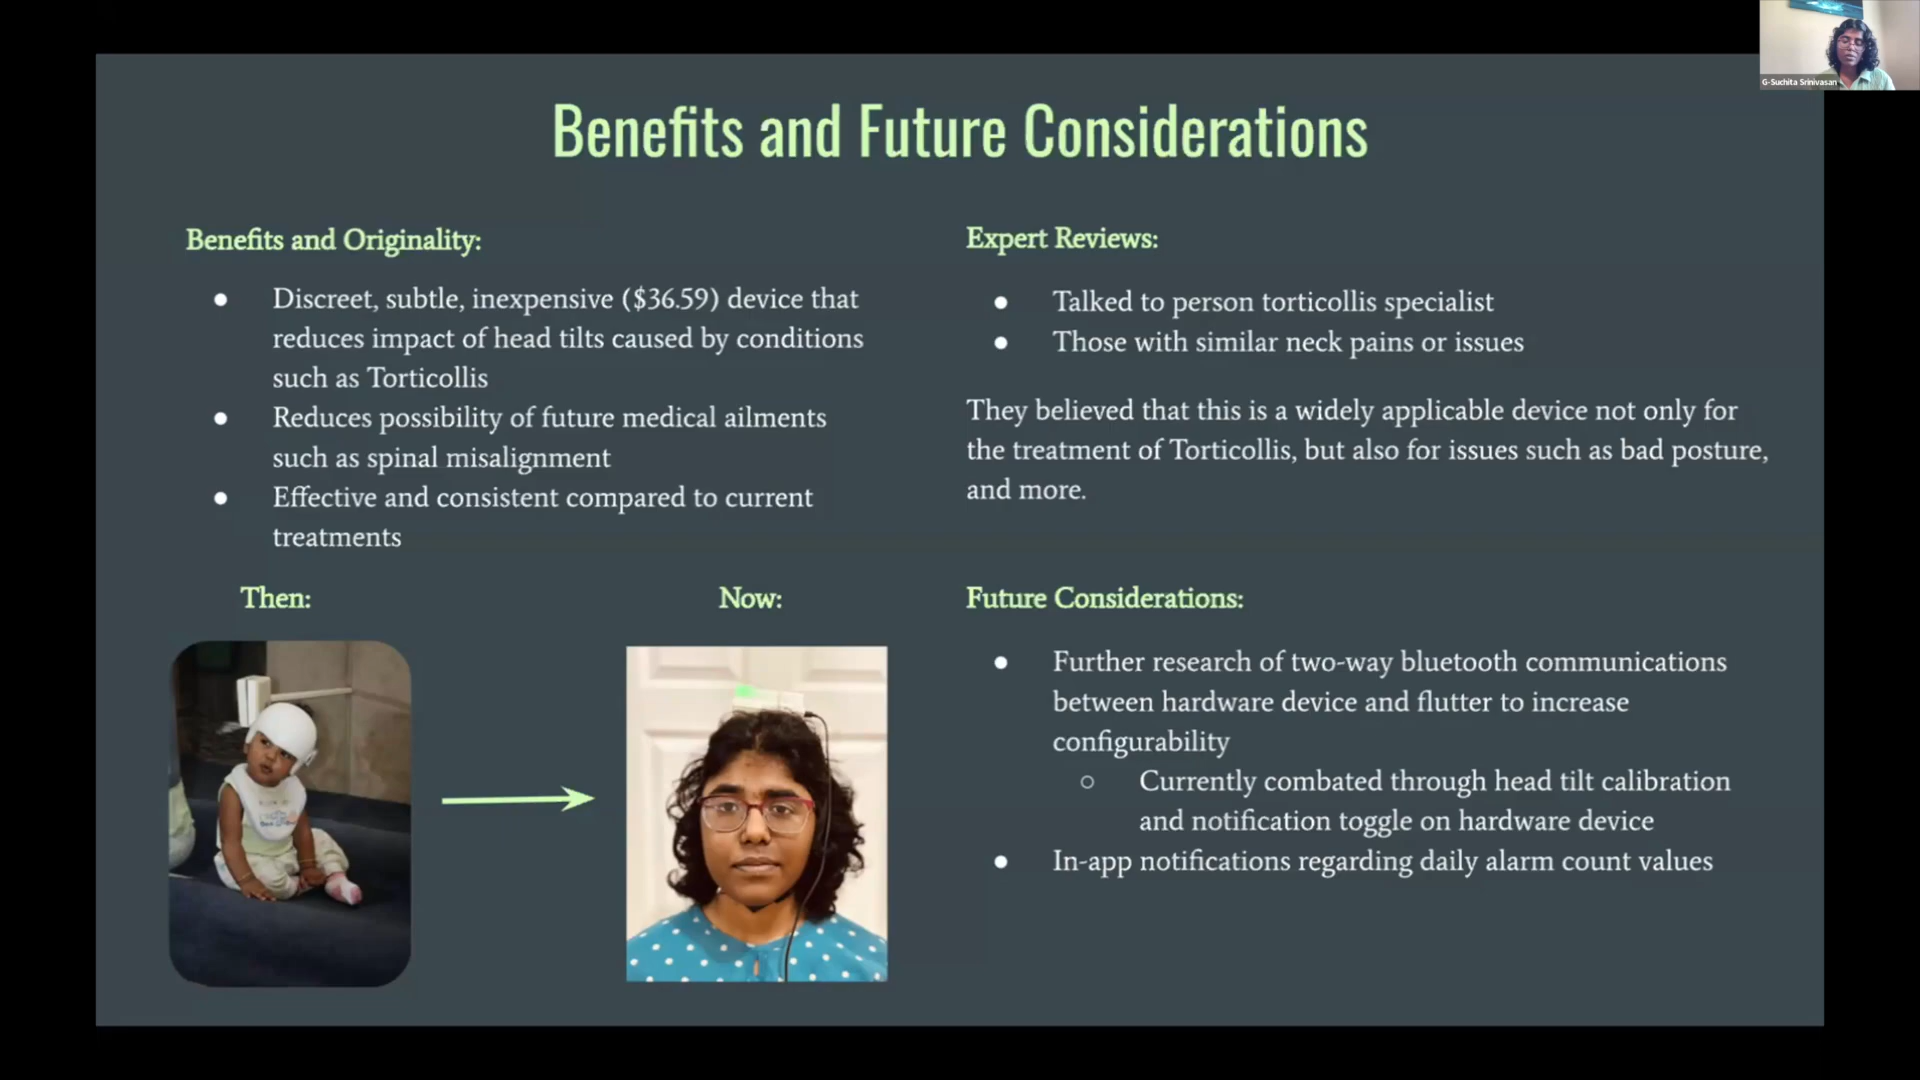 Benefits and Future Considerations
Benefits and Originality:
● Discreet, subtle, inexpensive ($36.59) device that
reduces impact of head tilts caused by conditions
such as Torticollis
● Reduces possibility of future medical ailments
such as spinal misalignment
● Effective and consistent compared to current
treatments
Then:
Now:
Expert Reviews:
● Talked to person torticollis specialist
● Those with similar neck pains or issues
They believed that this is a widely applicable device not only for
the treatment of Torticollis, but also for issues such as bad posture,
and more.
Future Considerations:
● Further research of two-way bluetooth communications
between hardware device and flutter to increase
configurability
○ Currently combated through head tilt calibration
and notification toggle on hardware device
● In-app notifications regarding daily alarm count values
G-Suchita Srinivasan